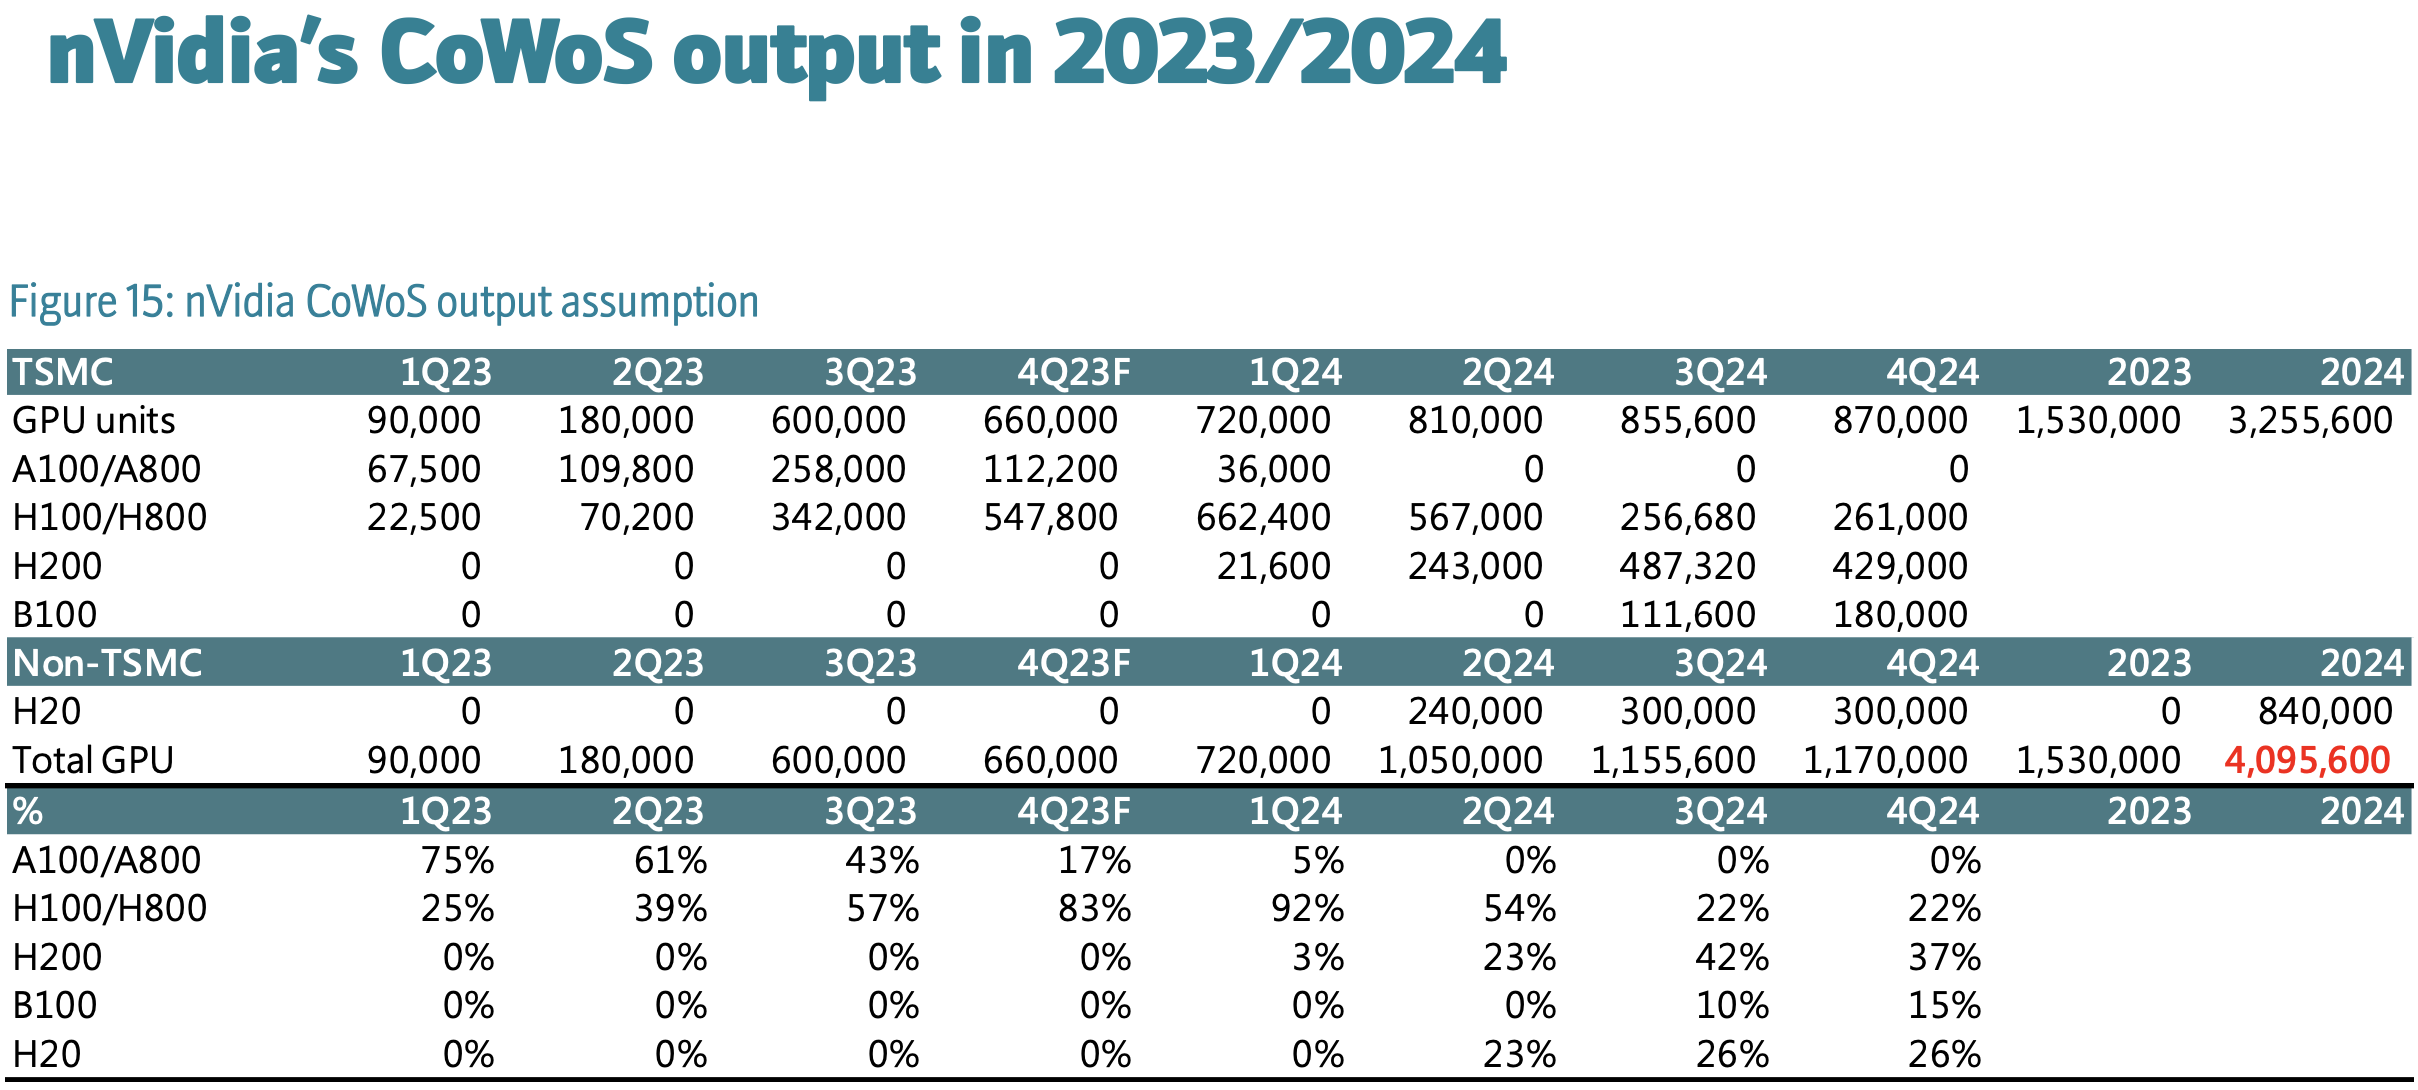 nVidia's CoWoS output in 2023/2024
Figure 15: nVidia CoWoS output assumption
TSMC 1Q23 2Q23 3Q23 4Q23F 1Q24 2Q24 3Q24 4Q24 2023 2024
GPU units 90,000 180,000 600,000 660,000 720,000 810,000 855,600 870,000 1,530,000 3,255,600
A100/A800 67,500 109,800 258,000 112,200 36,000 0 0 0
H100/H800 22,500 70,200 342,000 547,800 662,400 567,000 256,680 261,000
H200 0 0 0 0 21,600 243,000 487,320 429,000
B100 0 0 0 0 0 0 111,600 180,000
Non-TSMC 1Q23 2Q23 3Q23 4Q23F 1Q24 2Q24 3Q24 4Q24 2023 2024
H20 0 0 0 0 0 240,000 300,000 300,000 0 840,000
Total GPU 90,000 180,000 600,000 660,000 720,000 1,050,000 1,155,600 1,170,000 1,530,000 4,095,600
% 1Q23 2Q23 3Q23 4Q23F 1Q24 2Q24 3Q24 4Q24 2023 2024
A100/A800 75% 61% 43% 17% 5% 0% 0% 0%
H100/H800 25% 39% 57% 83% 92% 54% 22% 22%
H200 0% 0% 0% 0% 3% 23% 42% 37%
B100 0% 0% 0% 0% 0% 0% 10% 15%
H20 0% 0% 0% 0% 0% 23% 26% 26%